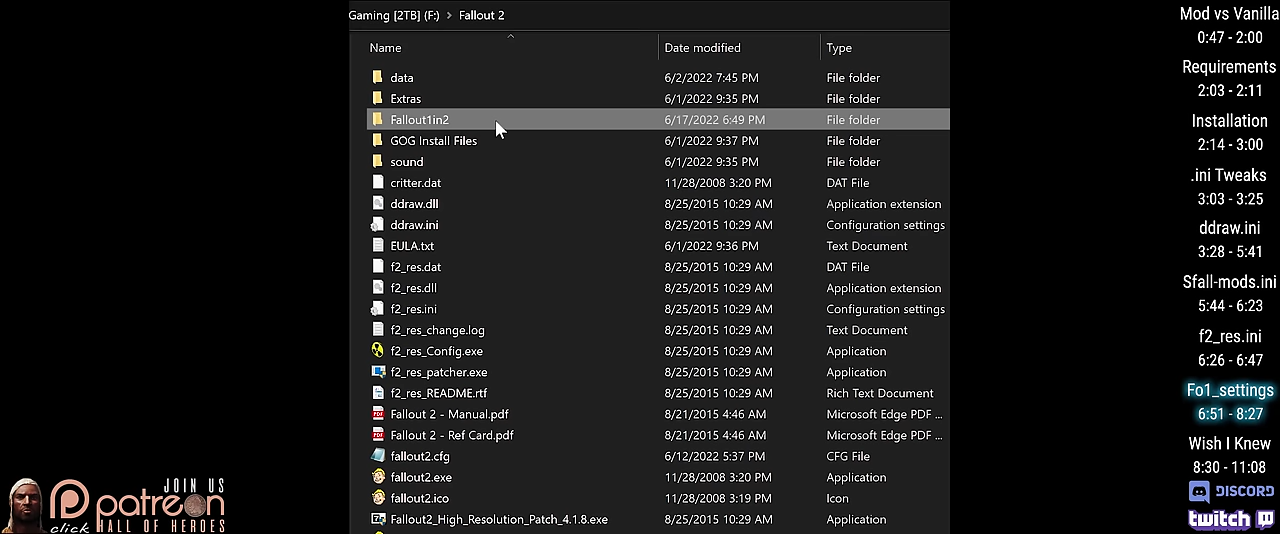 Gaming [2TB] (F:) > Fallout 2
Name Date modified Type
data 6/2/2022 7:45 PM File folder
Extras 6/1/2022 9:35 PM File folder
Fallout1in2 6/17/2022 6:49 PM File folder
GOG Install Files 6/1/2022 9:37 PM File folder
sound 6/1/2022 9:35 PM File folder
critter.dat 11/28/2008 3:20 PM DAT File
ddraw.dll 8/25/2015 10:29 AM Application extension
ddraw.ini 8/25/2015 10:29 AM Configuration settings
EULA.txt 6/1/2022 9:36 PM Text Document
f2_res.dat 8/25/2015 10:29 AM DAT File
f2_res.dll 8/25/2015 10:29 AM Application extension
f2_res.ini 8/25/2015 10:29 AM Configuration settings
f2_res_change.log 8/25/2015 10:29 AM Text Document
f2_res_Config.exe 8/25/2015 10:29 AM Application
f2_res_patcher.exe 8/25/2015 10:29 AM Application
f2_res_README.rtf 8/25/2015 10:29 AM Rich Text Document
Fallout 2 - Manual.pdf 8/21/2015 4:46 AM Microsoft Edge PDF ...
Fallout 2 - Ref Card.pdf 8/21/2015 4:46 AM Microsoft Edge PDF ...
fallout2.cfg 6/12/2022 5:37 PM CFG File
fallout2.exe 11/28/2008 3:20 PM Application
fallout2.ico 11/28/2008 3:19 PM Icon
Fallout2_High_Resolution_Patch_4.1.8.exe 8/25/2015 10:29 AM Application
Mod vs Vanilla
0:47 - 2:00
Requirements
2:03 - 2:11
Installation
2:14 - 3:00
.ini Tweaks
3:03 - 3:25
ddraw.ini
3:28 - 5:41
Sfall-mods.ini
5:44 - 6:23
f2_res.ini
6:26 - 6:47
Fo1_settings
6:51 - 8:27
Wish I Knew
8:30 - 11:08
DISCORD
twitch
JOIN US
patreon
click HALL OF HEROES